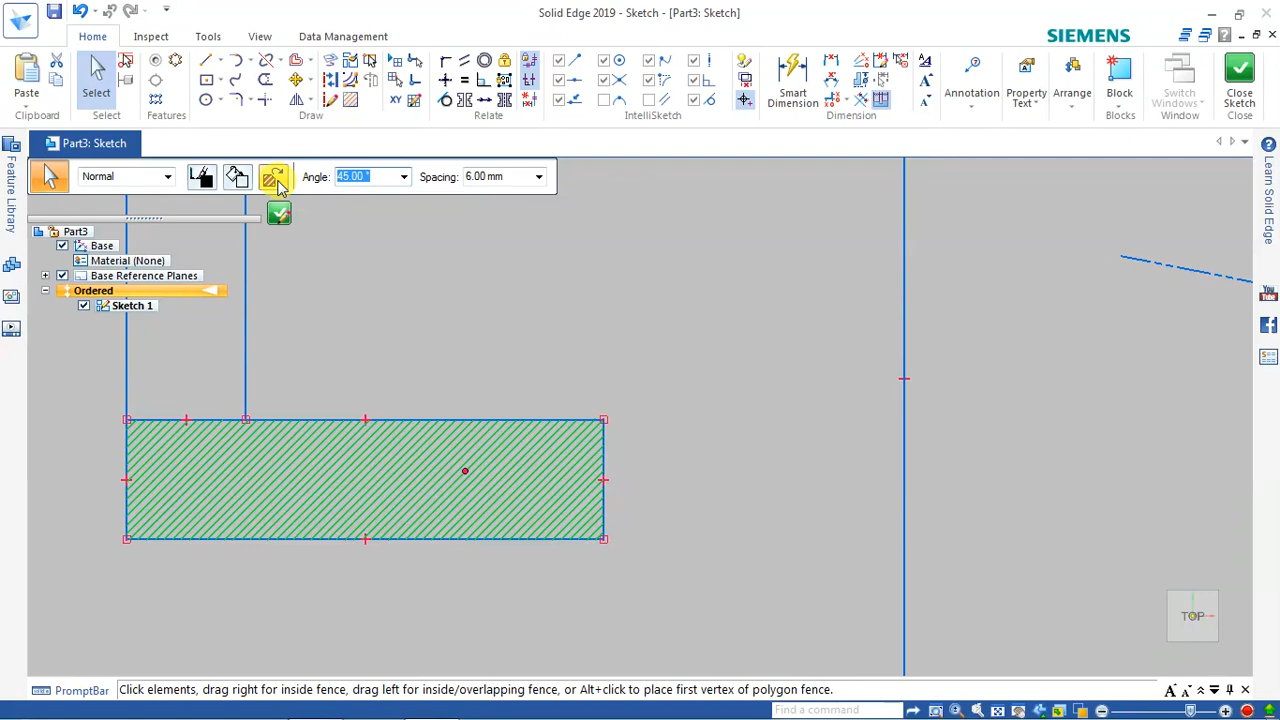 Solid Edge 2019 - Sketch - [Part3: Sketch]
Home Inspect Tools View Data Management
SIEMENS
Paste
Select
Smart Dimension
Annotation
Property Text
Arrange
Block
Switch Windows
Close Sketch
Clipboard Select Features Draw Relate IntelliSketch Dimension Blocks Window Close
Part3: Sketch
Normal
Angle: 45.00 °
Spacing: 6.00 mm
Feature Library
Learn Solid Edge
You Tube
Part3
Base
Material (None)
Base Reference Planes
Ordered
Sketch 1
TOP
PromptBar
Click elements, drag right for inside fence, drag left for inside/overlapping fence, or Alt+click to place first vertex of polygon fence.
Find a command